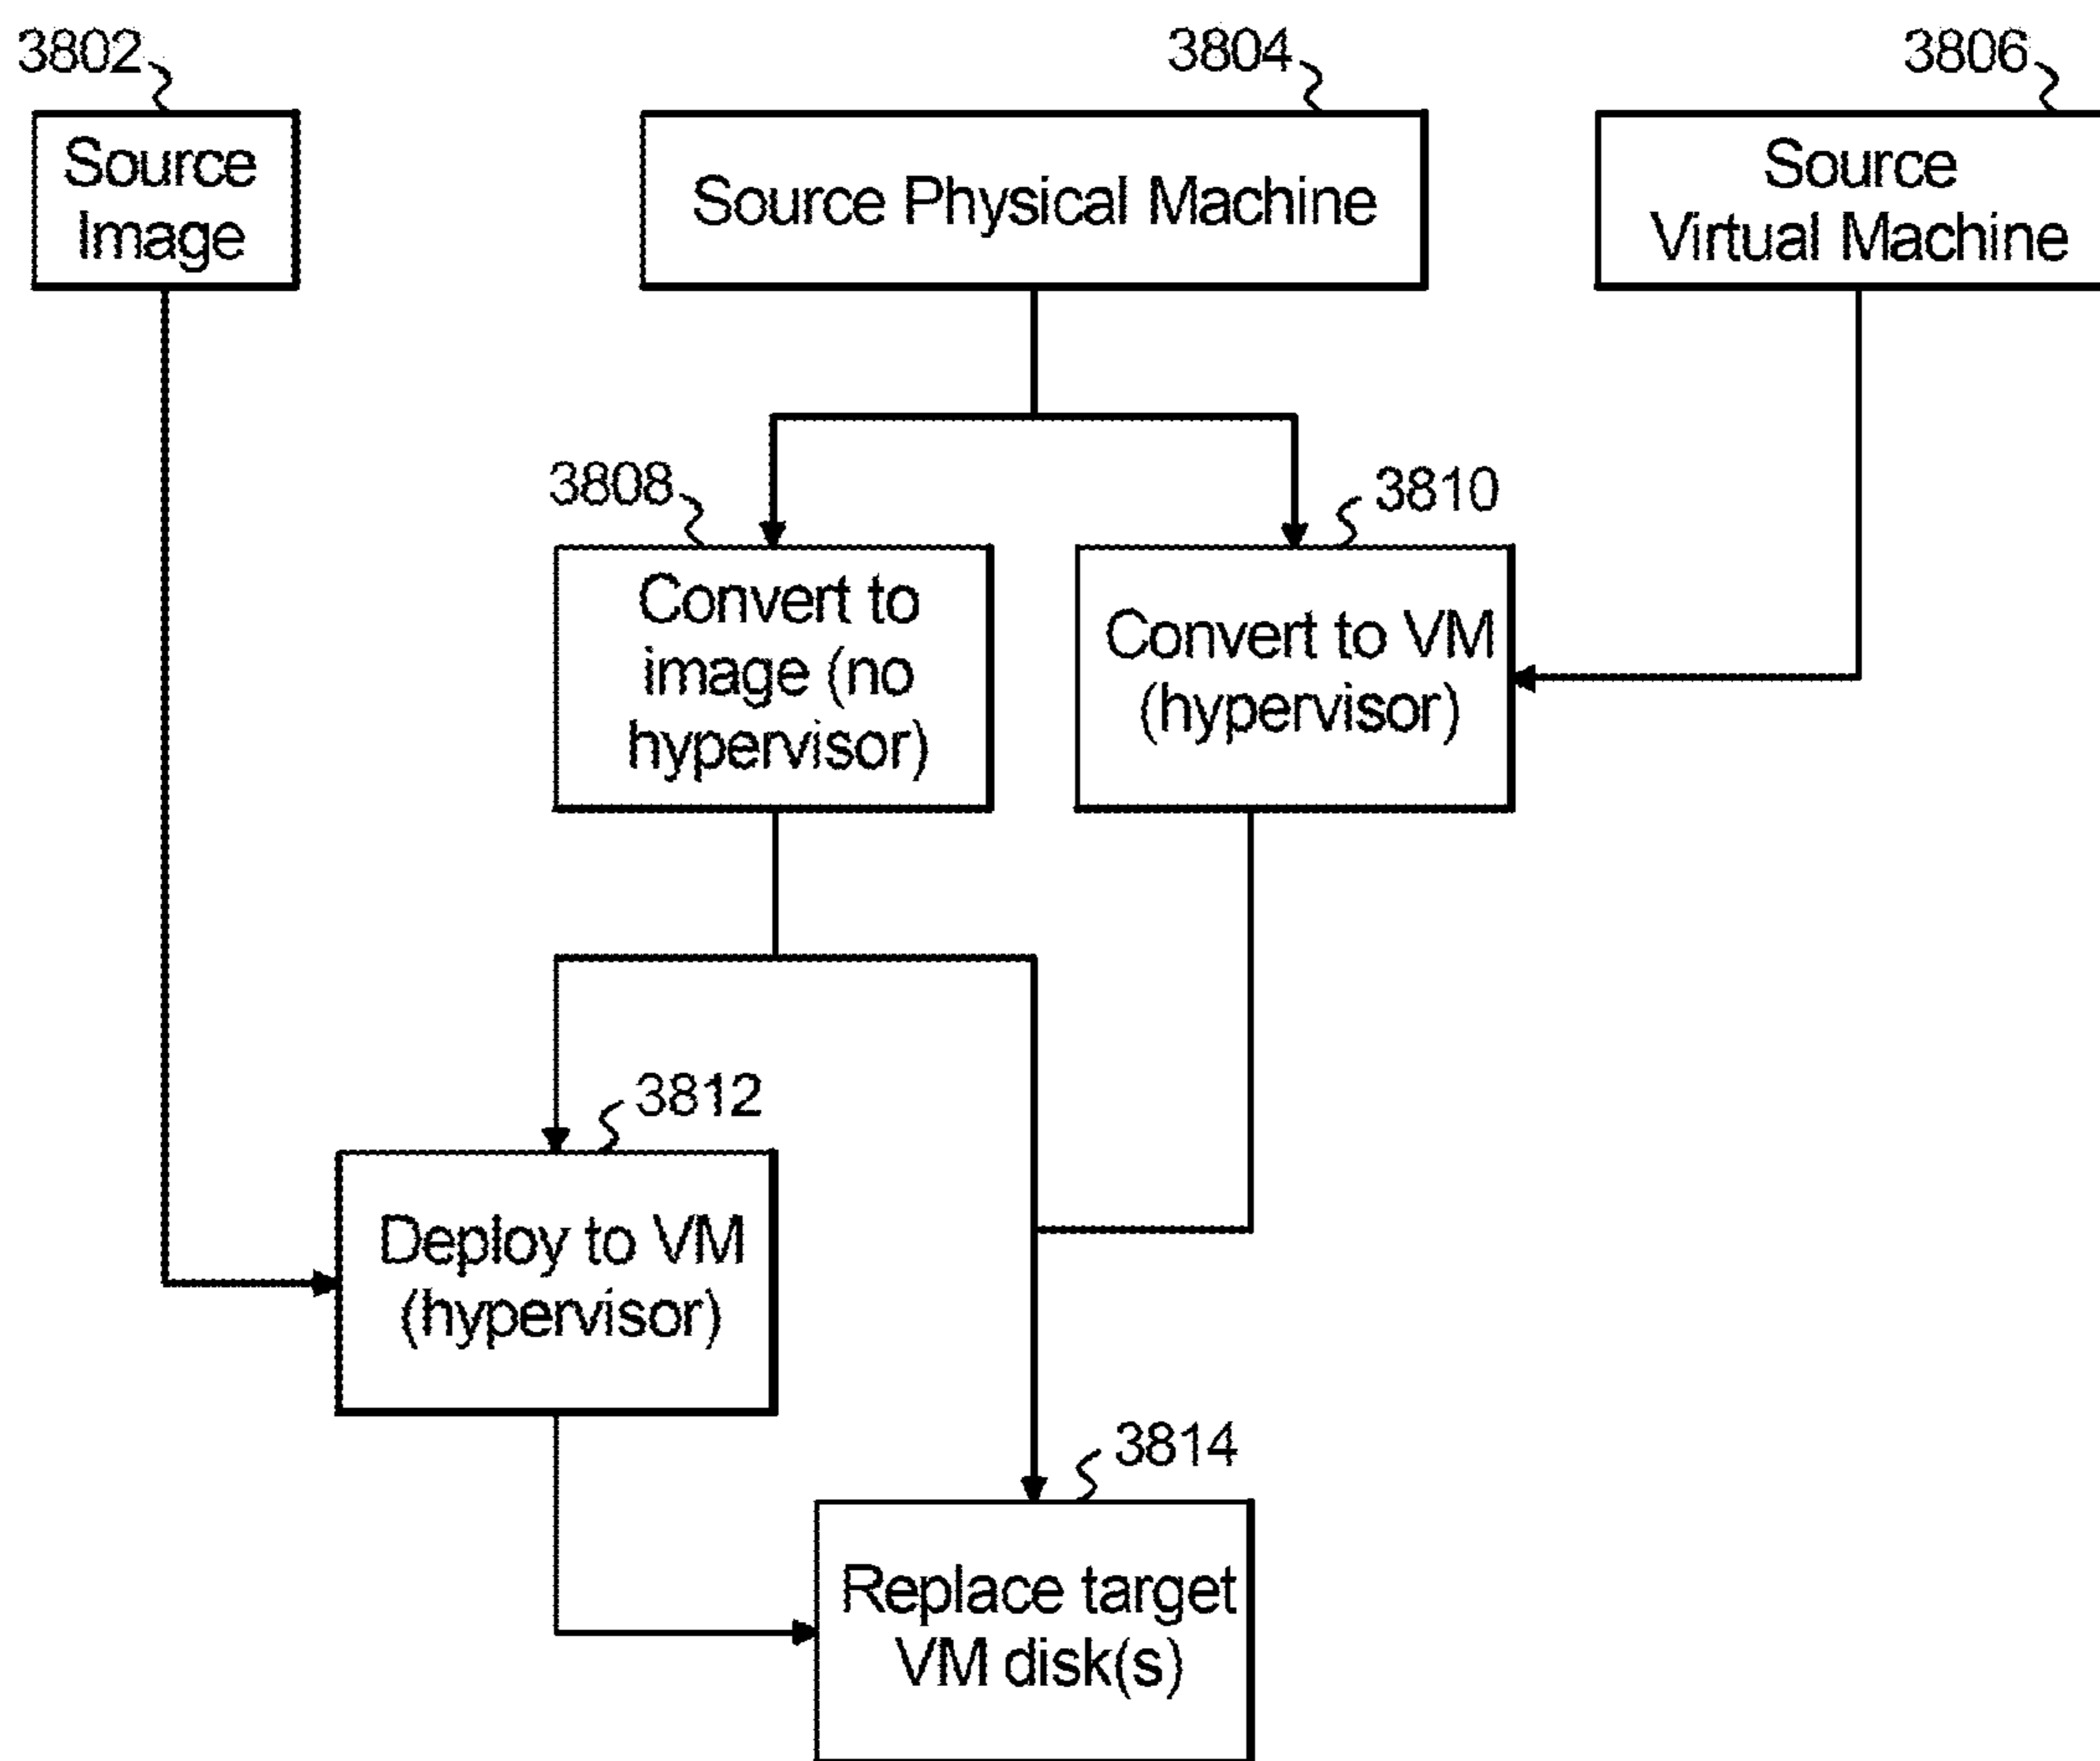 3802
3804
3806
Source
Image
Source Physical Machine
Source
Virtual Machine
3808
3810
Convert to
image (no
hypervisor)
Convert to VM
(hypervisor)
3812
Deploy to VM
(hypervisor)
3814
Replace target
VM disk(s)